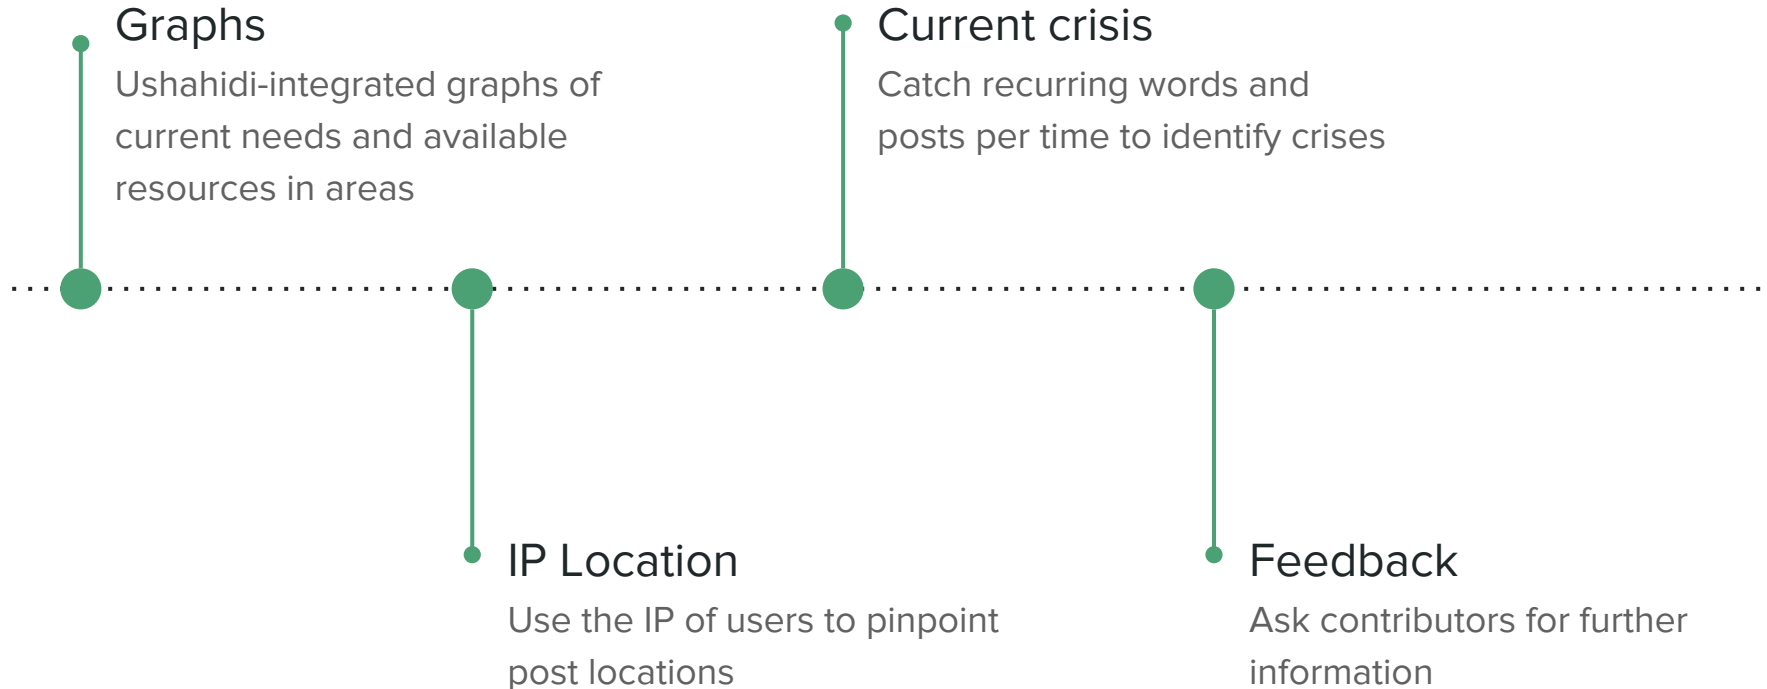 Graphs
Ushahidi-integrated graphs of
current needs and available
resources in areas
Current crisis
Catch recurring words and
posts per time to identify crises
IP Location
Use the IP of users to pinpoint
post locations
Feedback
Ask contributors for further
information